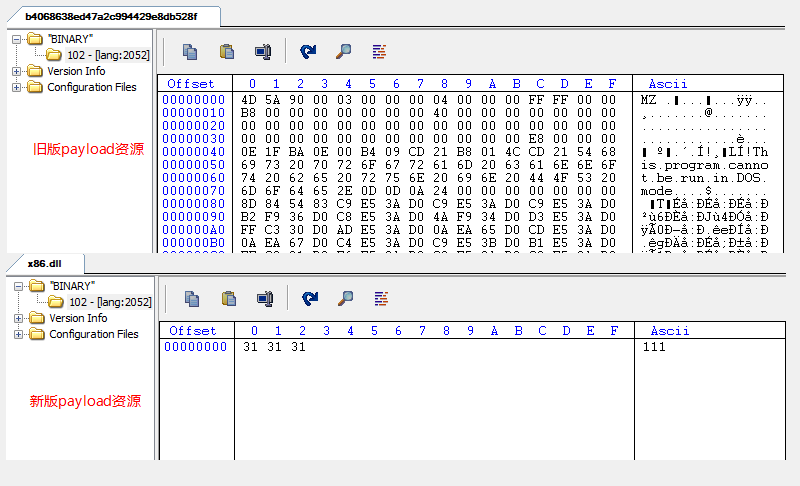 b4068638ed47a2c994429e8db528f
"BINARY"
102 - [lang:2052]
Version Info
Configuration Files
旧版payload资源
Offset 0 1 2 3 4 5 6 7 8 9 A B C D E F Ascii
00000000 4D 5A 90 00 03 00 00 00 04 00 00 00 FF FF 00 00 MZ
00000010 B8 00 00 00 00 00 00 00 40 00 00 00 00 00 00 00 ¸.......@.......
00000020 00 00 00 00 00 00 00 00 00 00 00 00 00 00 00 00 ................
00000030 00 00 00 00 00 00 00 00 00 00 00 00 E8 00 00 00 ............è...
00000040 0E 1F BA 0E 00 B4 09 CD 21 B8 01 4C CD 21 54 68
00000050 69 73 20 70 72 6F 67 72 61 6D 20 63 61 6E 6E 6F is.program.canno
00000060 74 20 62 65 20 72 75 6E 20 69 6E 20 44 4F 53 20 t.be.run.in.DOS.
00000070 6D 6F 64 65 2E 0D 0D 0A 24 00 00 00 00 00 00 00 mode....$.......
00000080 8D 84 54 83 C9 E5 3A D0 C9 E5 3A D0 C9 E5 3A D0
00000090 B2 F9 36 D0 C8 E5 3A D0 4A F9 34 D0 D3 E5 3A D0 ²ù6ÐÈå:ÐJù4ÐÓå:Ð
000000A0 FF C3 30 D0 AD E5 3A D0 0A EA 65 D0 CD E5 3A D0
000000B0 0A EA 67 D0 C4 E5 3A D0 C9 E5 3B D0 B1 E5 3A D0 .êgÐÄå:ÐÉå;Ð±å:Ð
x86.dll
"BINARY"
102 - [lang:2052]
Version Info
Configuration Files
新版payload资源
Offset 0 1 2 3 4 5 6 7 8 9 A B C D E F Ascii
00000000 31 31 31 111